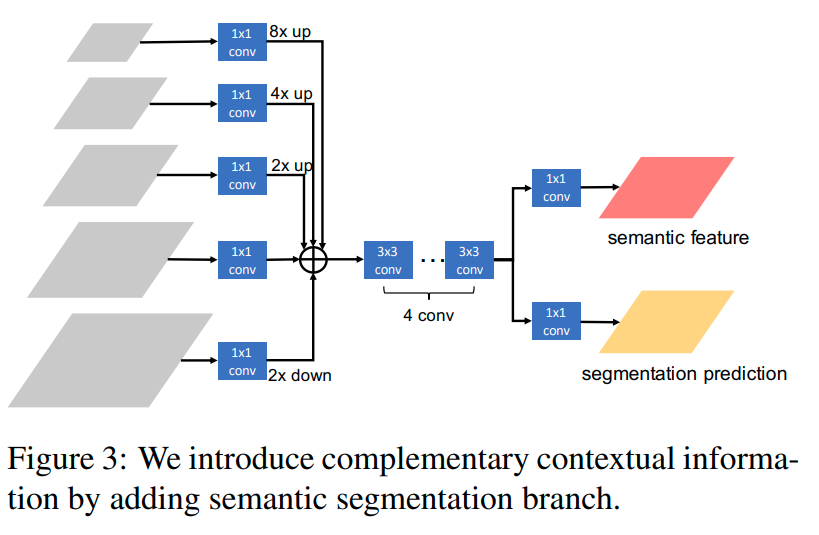 1x1
conv
8x up
1x1
conv
4x up
1x1
conv
2x up
1x1
conv
1x1
conv
2x down
3x3
conv
...
3x3
conv
4 conv
1x1
conv
semantic feature
1x1
conv
segmentation prediction
Figure 3: We introduce complementary contextual informa-
tion by adding semantic segmentation branch.